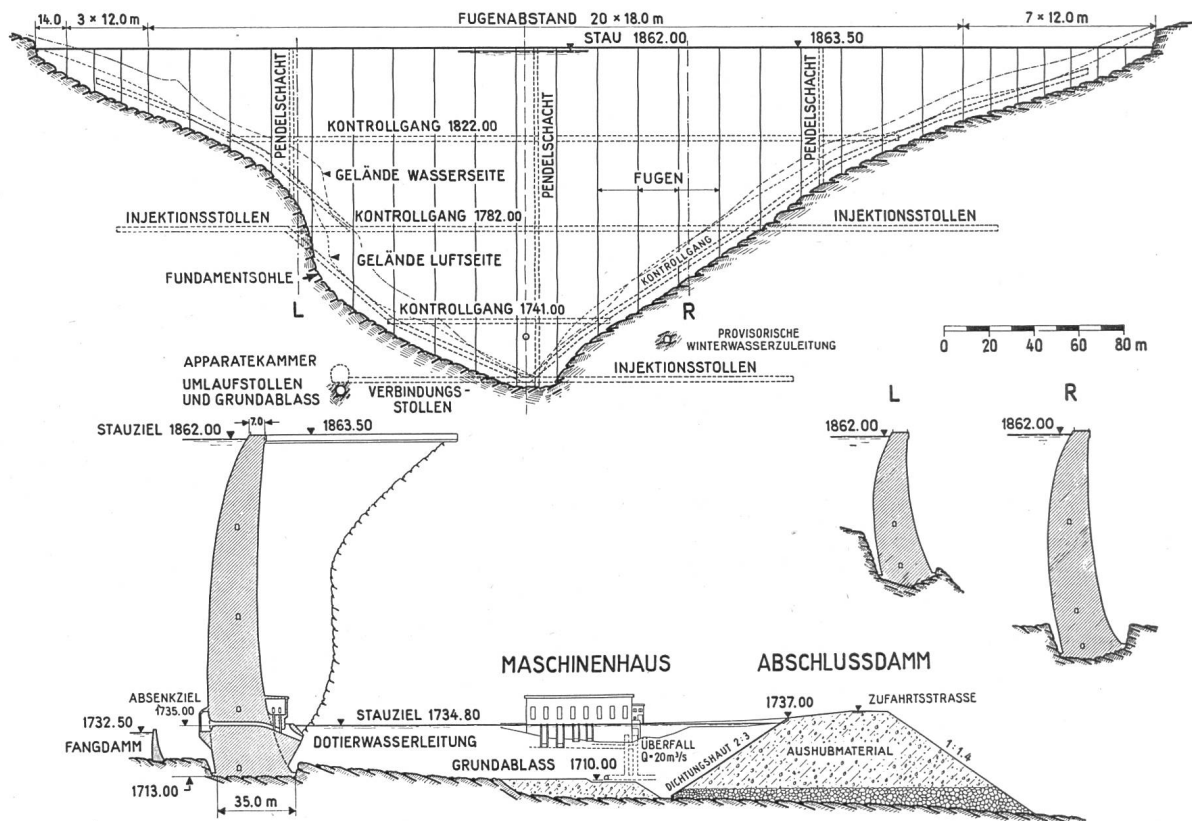 14.0
3 × 12.0 m
FUGENABSTAND 20 × 18.0 m
7 × 12.0 m
STAU 1862.00
1863.50
PENDELSCHACHT
PENDELSCHACHT
PENDELSCHACHT
KONTROLLGANG 1822.00
GELÄNDE WASSERSEITE
FUGEN
INJEKTIONSSTOLLEN
KONTROLLGANG 1782.00
INJEKTIONSSTOLLEN
GELÄNDE LUFTSEITE
KONTROLLGANG
FUNDAMENTSOHLE
L
KONTROLLGANG 1741.00
R
PROVISORISCHE
WINTERWASSERZULEITUNG
0 20 40 60 80 m
APPARATEKAMMER
INJEKTIONSSTOLLEN
UMLAUFSTOLLEN
UND GRUNDABLASS
VERBINDUNGS-
STOLLEN
L
R
7.0
STAUZIEL 1862.00
1863.50
1862.00
1862.00
MASCHINENHAUS
ABSCHLUSSDAMM
ABSENKZIEL
1735.00
1732.50
FANGDAMM
STAUZIEL 1734.80
1737.00
ZUFAHRTSSTRASSE
DOTIERWASSERLEITUNG
ÜBERFALL
Q=20m³/s
DICHTUNGSHAUT 2:3
AUSHUBMATERIAL
1:1.4
GRUNDABLASS
1710.00
1713.00
35.0 m